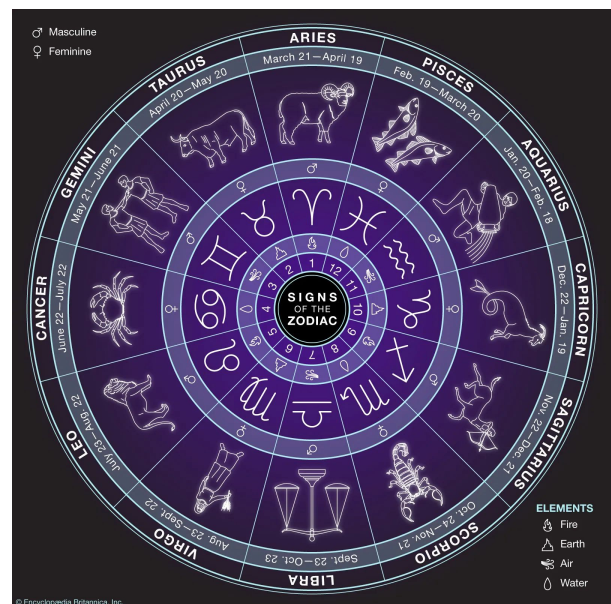 ♂ Masculine
♀ Feminine
ARIES
March 21—April 19
PISCES
Feb. 19—March 20
AQUARIUS
Jan. 20—Feb. 18
CAPRICORN
Dec. 22—Jan. 19
SAGITTARIUS
Nov. 22—Dec. 21
SCORPIO
Oct. 24—Nov. 21
LIBRA
Sept. 23—Oct. 23
VIRGO
Aug. 23—Sept. 22
LEO
July 23—Aug. 22
CANCER
June 22—July 22
GEMINI
May 21—June 21
TAURUS
April 20—May 20
1
2
3
4
5
6
7
8
9
10
11
12
SIGNS
OF THE
ZODIAC
ELEMENTS
Fire
Earth
Air
Water
© Encyclopædia Britannica, Inc.